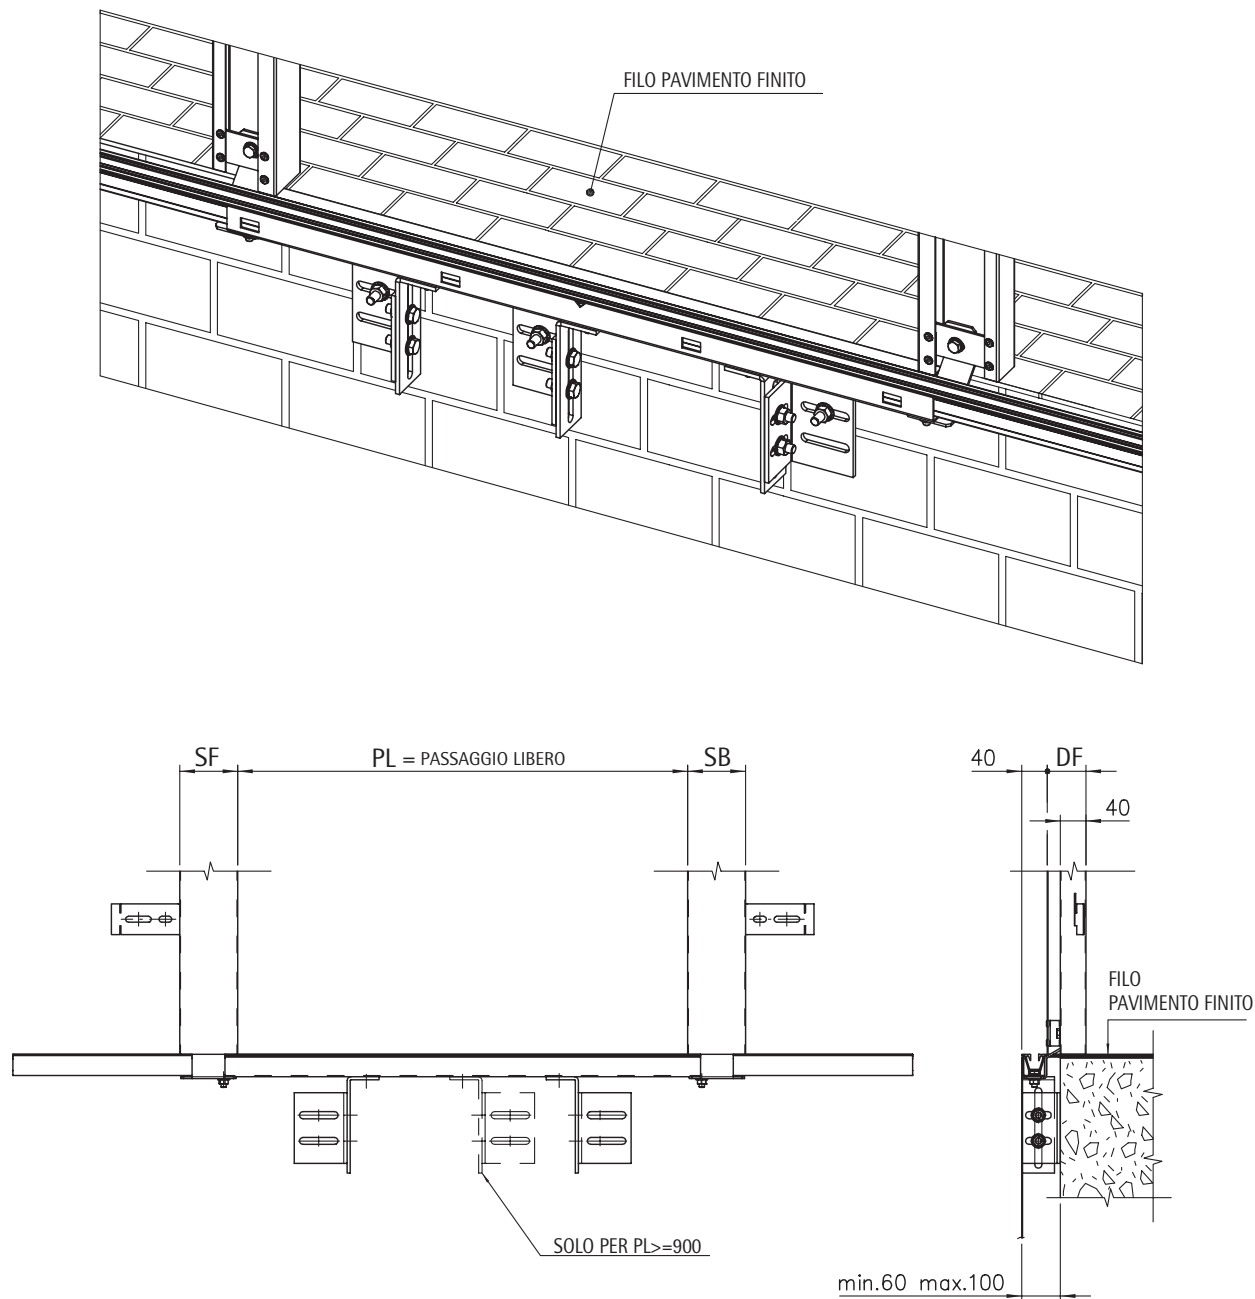 FILO PAVIMENTO FINITO
SF
PL = PASSAGGIO LIBERO
SB
40
DF
40
FILO
PAVIMENTO FINITO
SOLO PER PL>=900
min.60 max.100